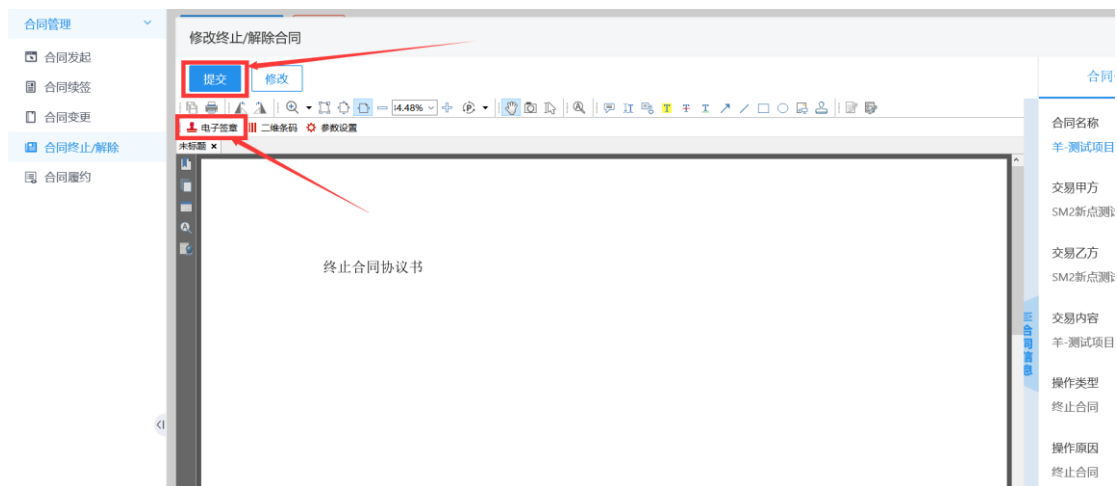 合同管理
合同发起
合同续签
合同变更
合同终止/解除
合同履约
修改终止/解除合同
提交
修改
电子签章
二维条码
参数设置
未标题
终止合同协议书
合同信息
合同
合同名称
羊-测试项目
交易甲方
SM2新点测试
交易乙方
SM2新点测试
交易内容
羊-测试项目
操作类型
终止合同
操作原因
终止合同